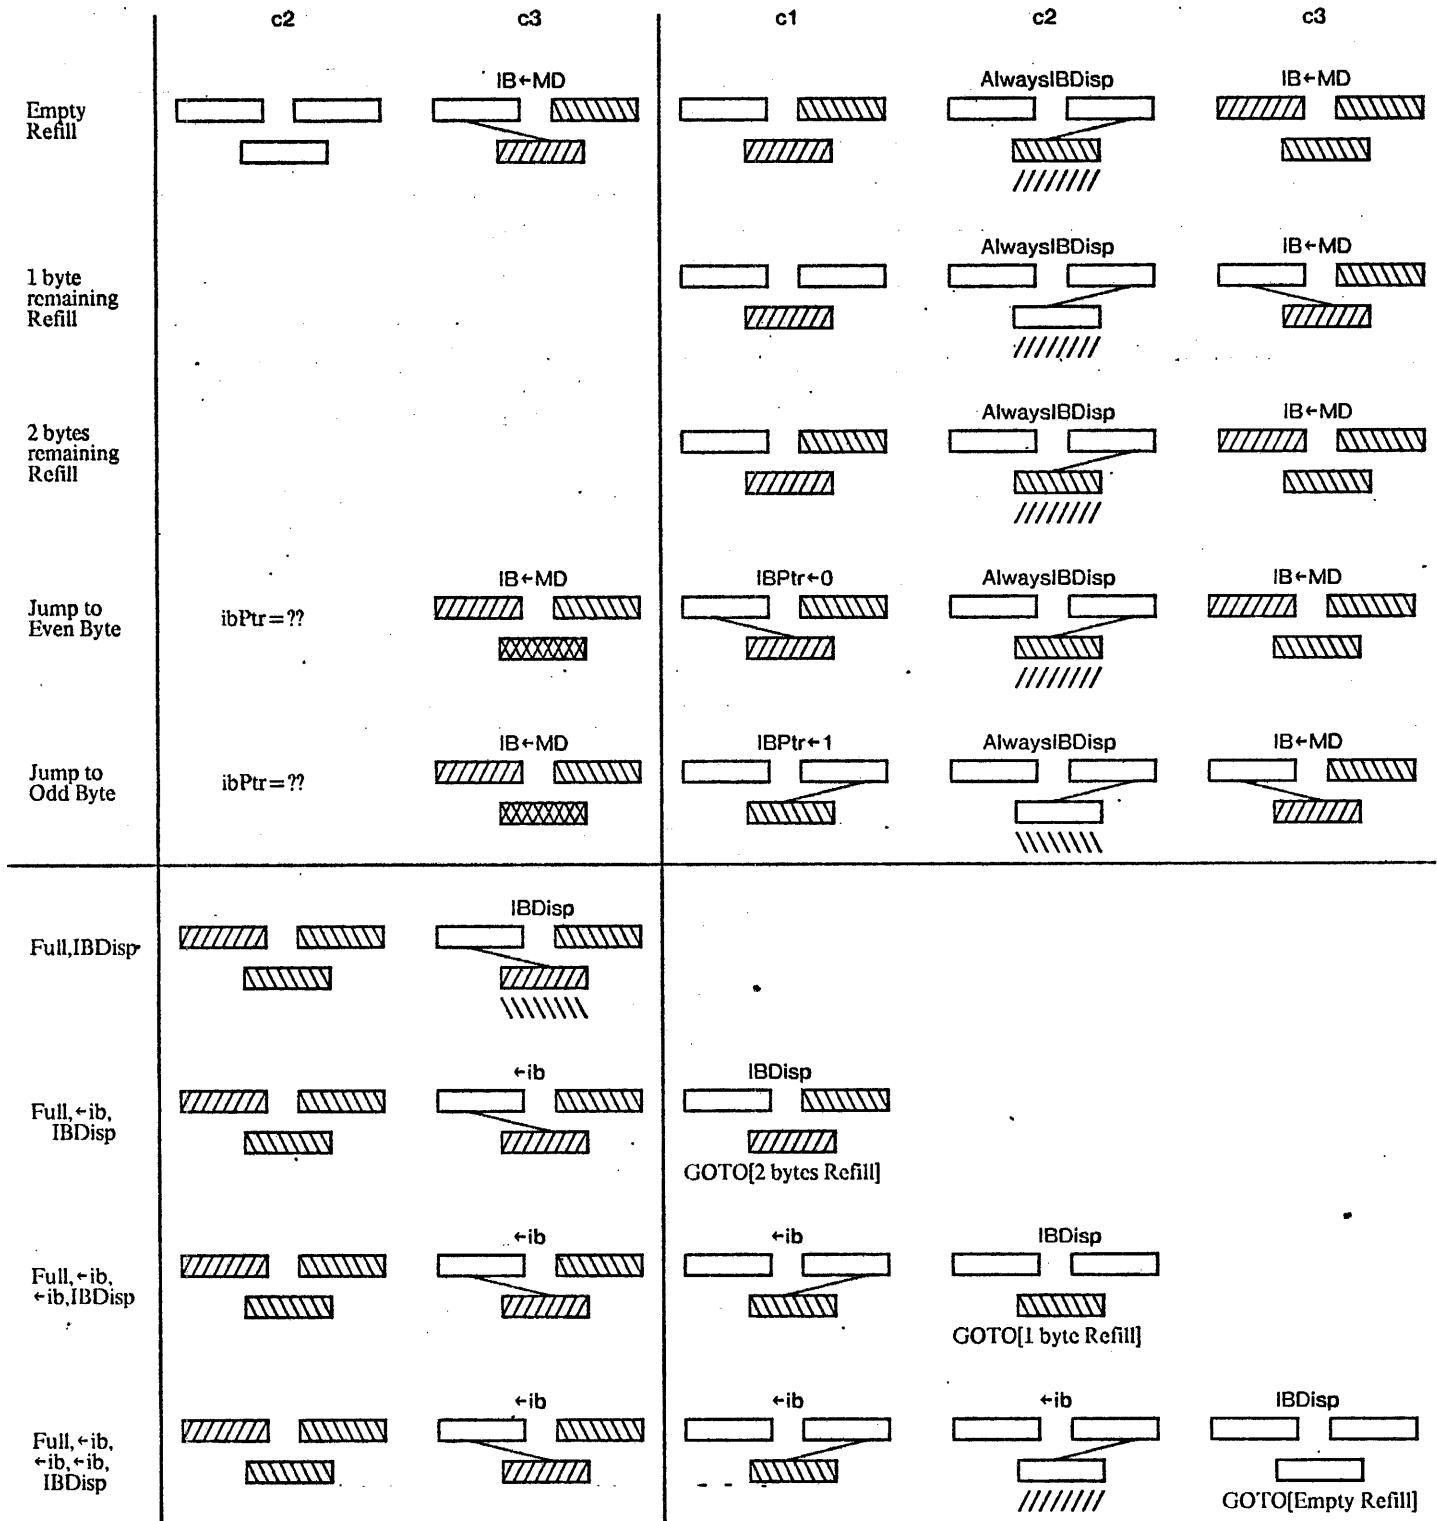 c2 c3 c1 c2 c3
IB←MD AlwaysIBDisp IB←MD
Empty
Refill
AlwaysIBDisp IB←MD
1 byte
remaining
Refill
AlwaysIBDisp IB←MD
2 bytes
remaining
Refill
IB←MD IBPtr←0 AlwaysIBDisp IB←MD
Jump to
Even Byte
ibPtr=??
IB←MD IBPtr←1 AlwaysIBDisp IB←MD
Jump to
Odd Byte
ibPtr=??
IBDisp
Full,IBDisp
←ib IBDisp
Full,←ib,
IBDisp
GOTO[2 bytes Refill]
←ib ←ib IBDisp
Full,←ib,
←ib,IBDisp
GOTO[1 byte Refill]
←ib ←ib ←ib IBDisp
Full,←ib,
←ib,←ib,
IBDisp
GOTO[Empty Refill]